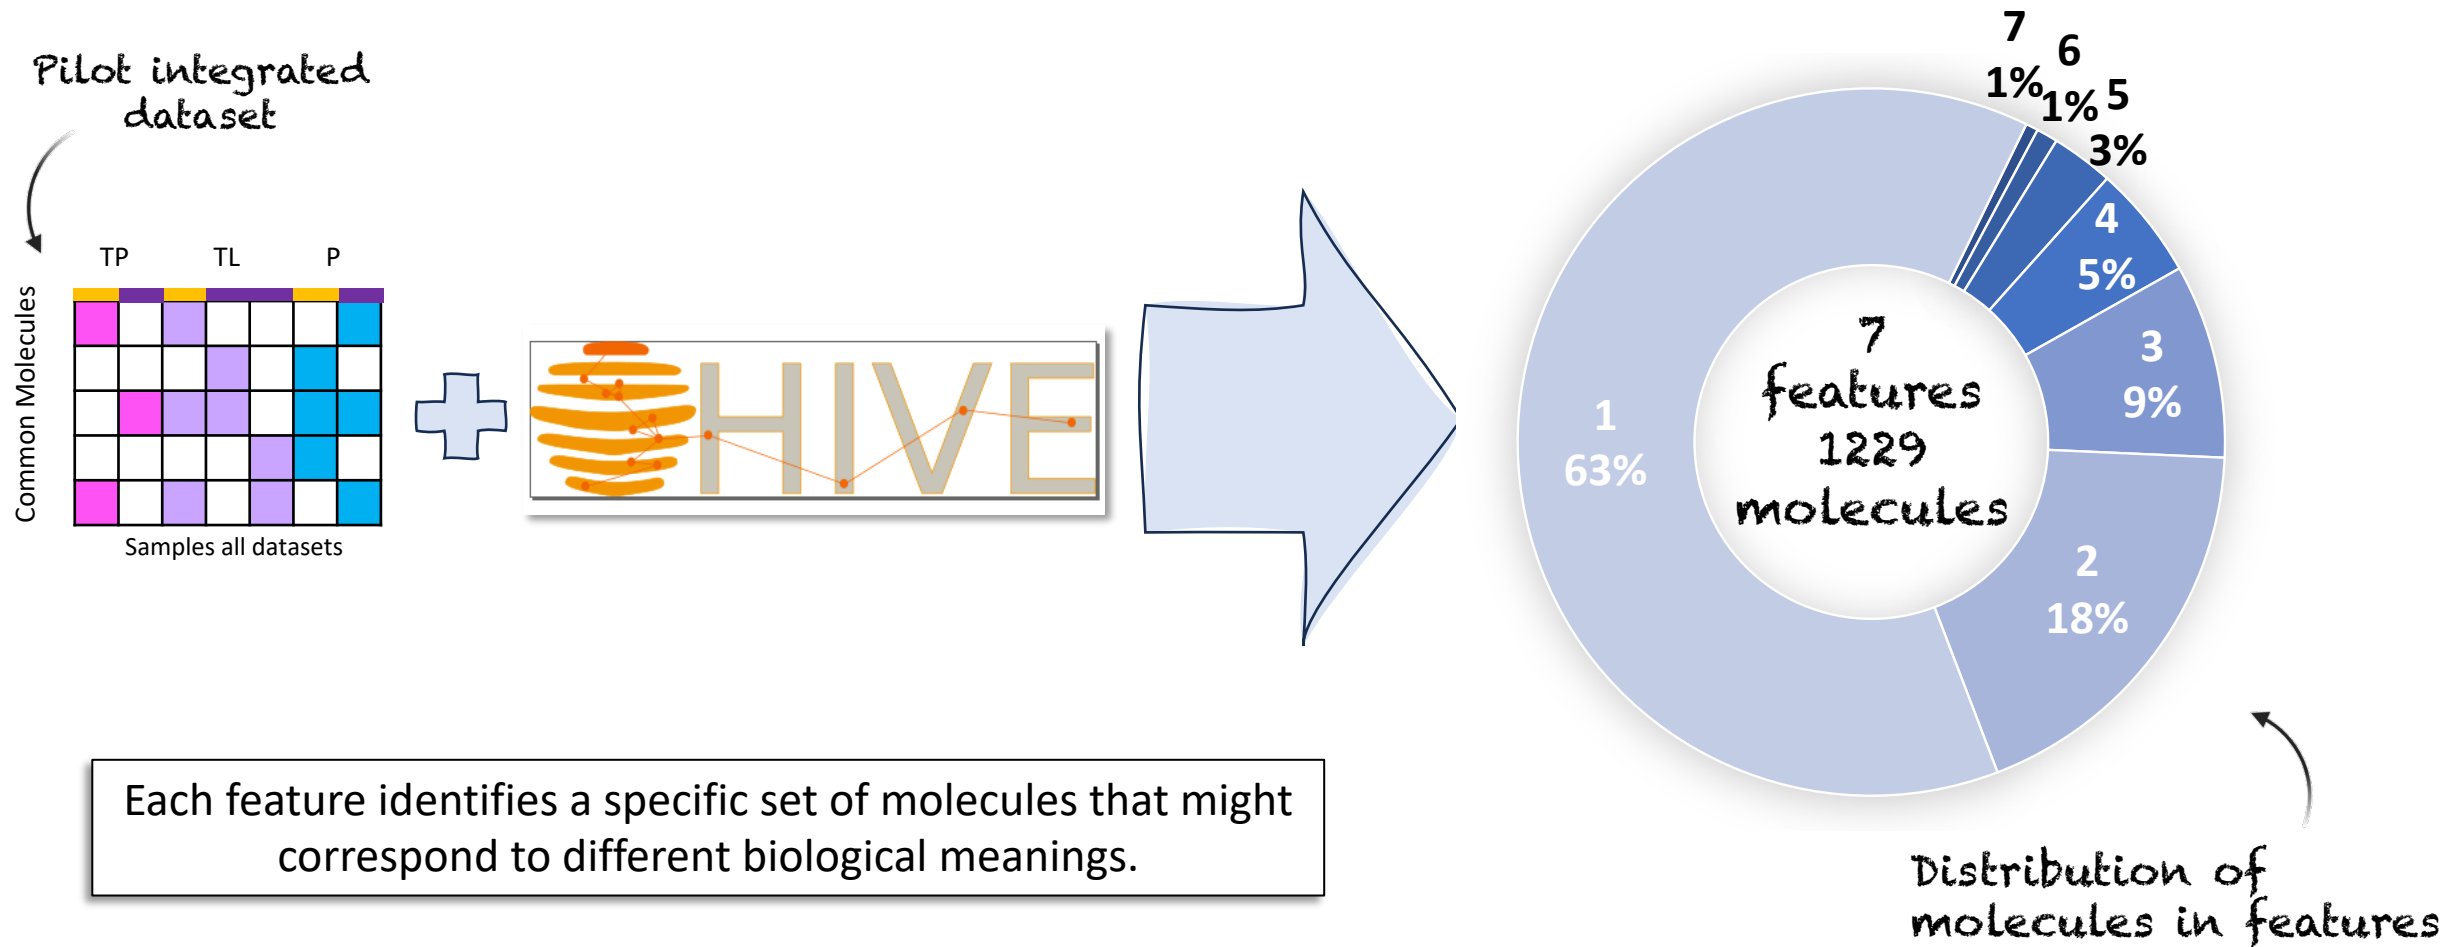 Pilot integrated
dataset
TP TL P
Common Molecules
Samples all datasets
HIVE
7
1%
6
1%
5
3%
4
5%
3
9%
2
18%
1
63%
7
features
1229
molecules
Each feature identifies a specific set of molecules that might
correspond to different biological meanings.
Distribution of
molecules in features